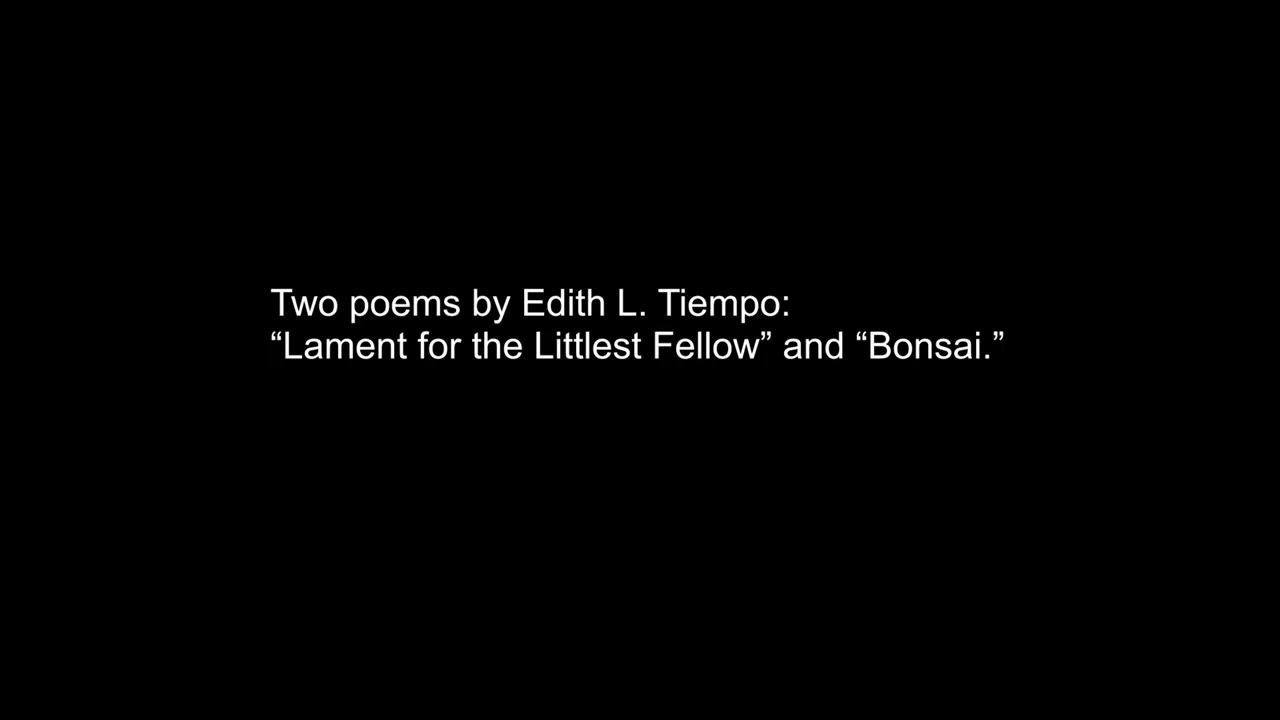 Two poems by Edith L. Tiempo:
“Lament for the Littlest Fellow” and “Bonsai.”